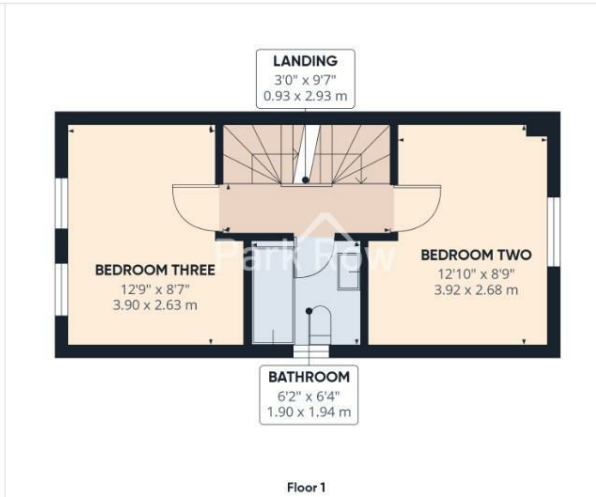 LANDING
3'0" x 9'7"
0.93 x 2.93 m
Park Row
BEDROOM THREE
12'9" x 8'7"
3.90 x 2.63 m
BEDROOM TWO
12'10" x 8'9"
3.92 x 2.68 m
BATHROOM
6'2" x 6'4"
1.90 x 1.94 m
Floor 1